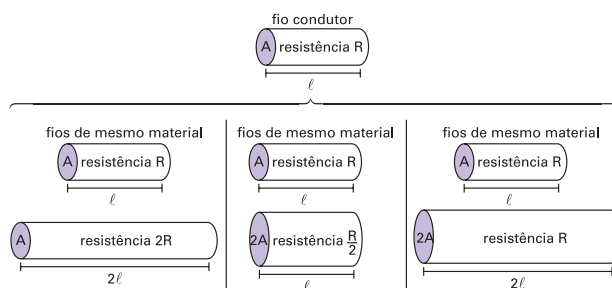 fio condutor
A resistência R
ℓ
fios de mesmo material
A resistência R
ℓ
A resistência 2R
2ℓ
fios de mesmo material
A resistência R
ℓ
2A resistência R/2
ℓ
fios de mesmo material
A resistência R
ℓ
2A resistência R
2ℓ